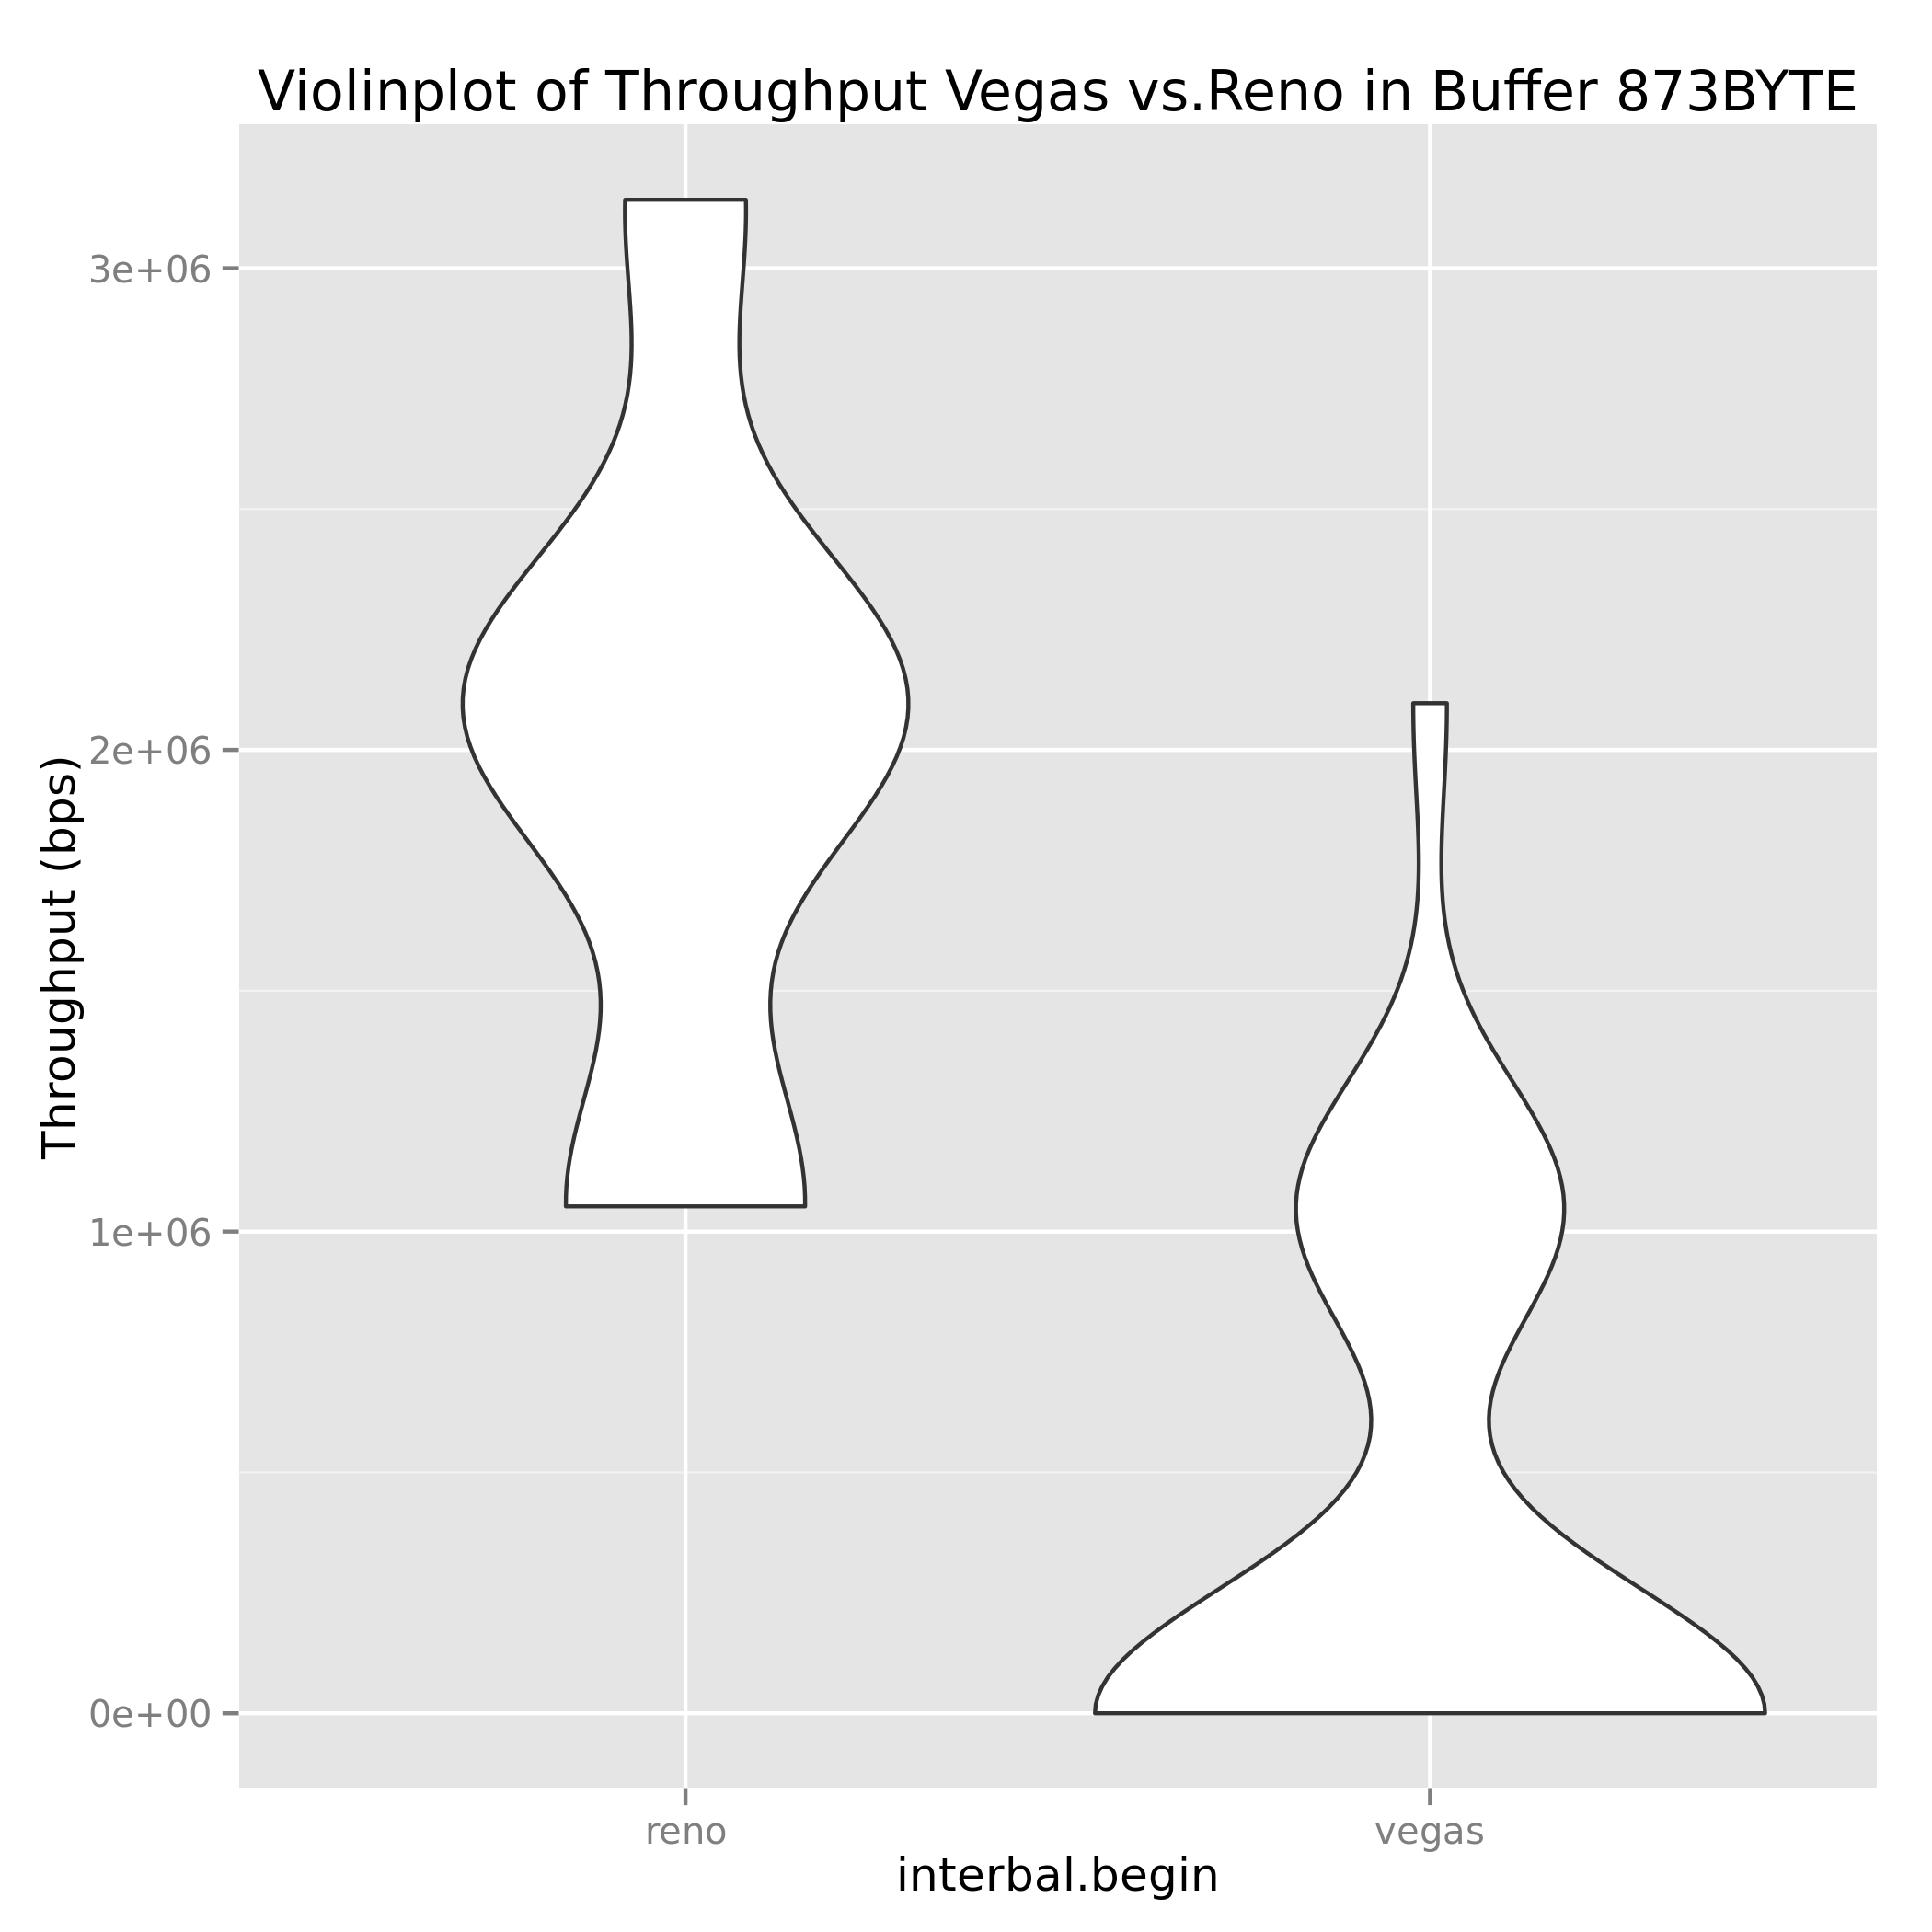 Violinplot of Throughput Vegas vs.Reno in Buffer 873BYTE
Throughput (bps)
3e+06
2e+06
1e+06
0e+00
reno
vegas
interbal.begin